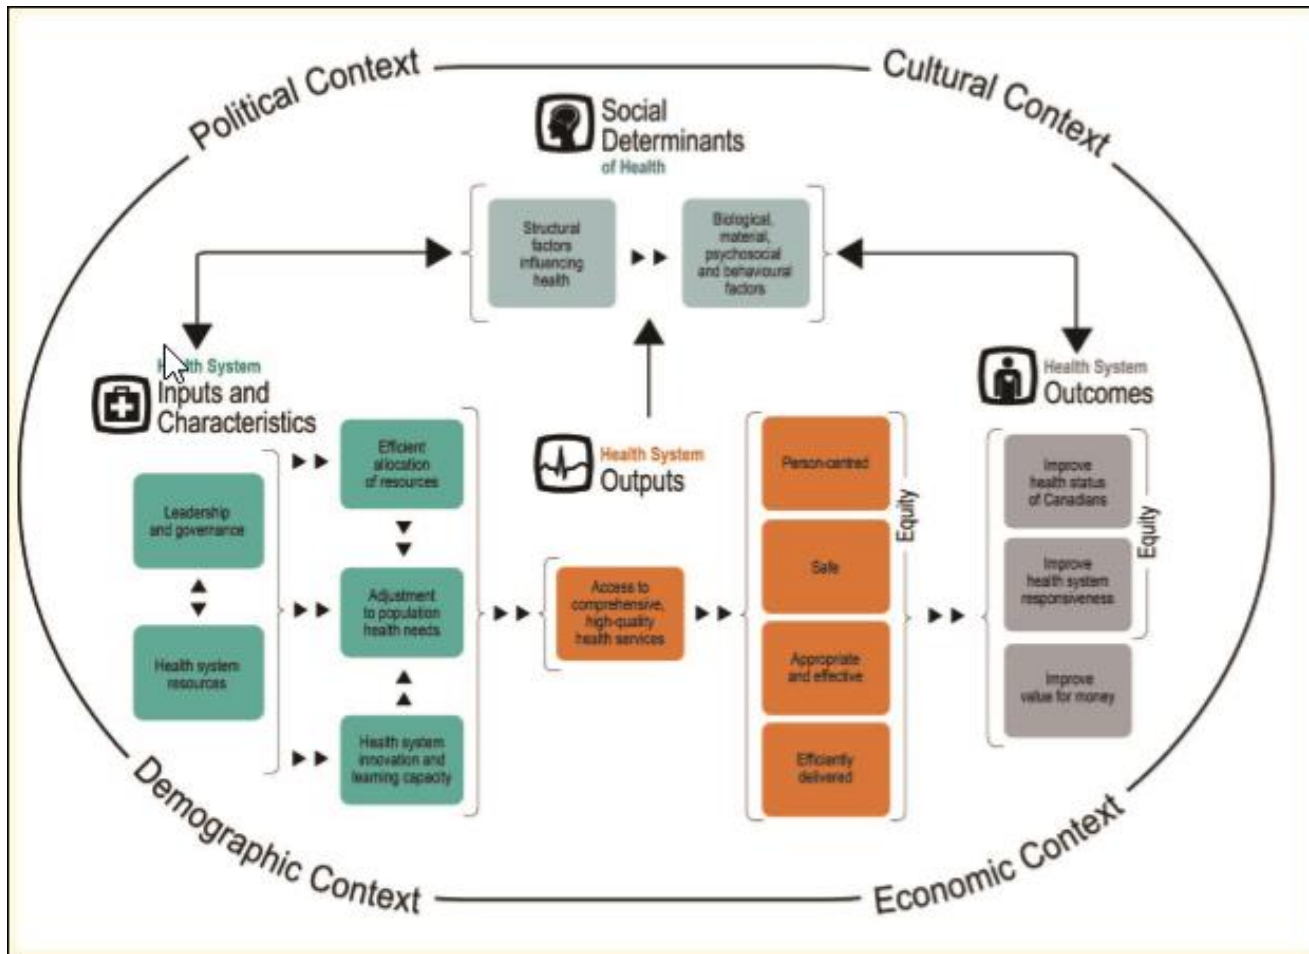 Political Context
Cultural Context
Social
Determinants
of Health
Structural
factors
influencing
health
Biological,
material,
psychosocial
and behavioural
factors
Health System
Inputs and
Characteristics
Leadership
and governance
Health system
resources
Efficient
allocation
of resources
Adjustment
to population
health needs
Health system
innovation and
learning capacity
Health System
Outputs
Access to
comprehensive,
high-quality
health services
Person-centred
Safe
Appropriate
and effective
Efficiently
delivered
Equity
Health System
Outcomes
Improve
health status
of Canadians
Improve
health system
responsiveness
Improve
value for money
Equity
Demographic Context
Economic Context